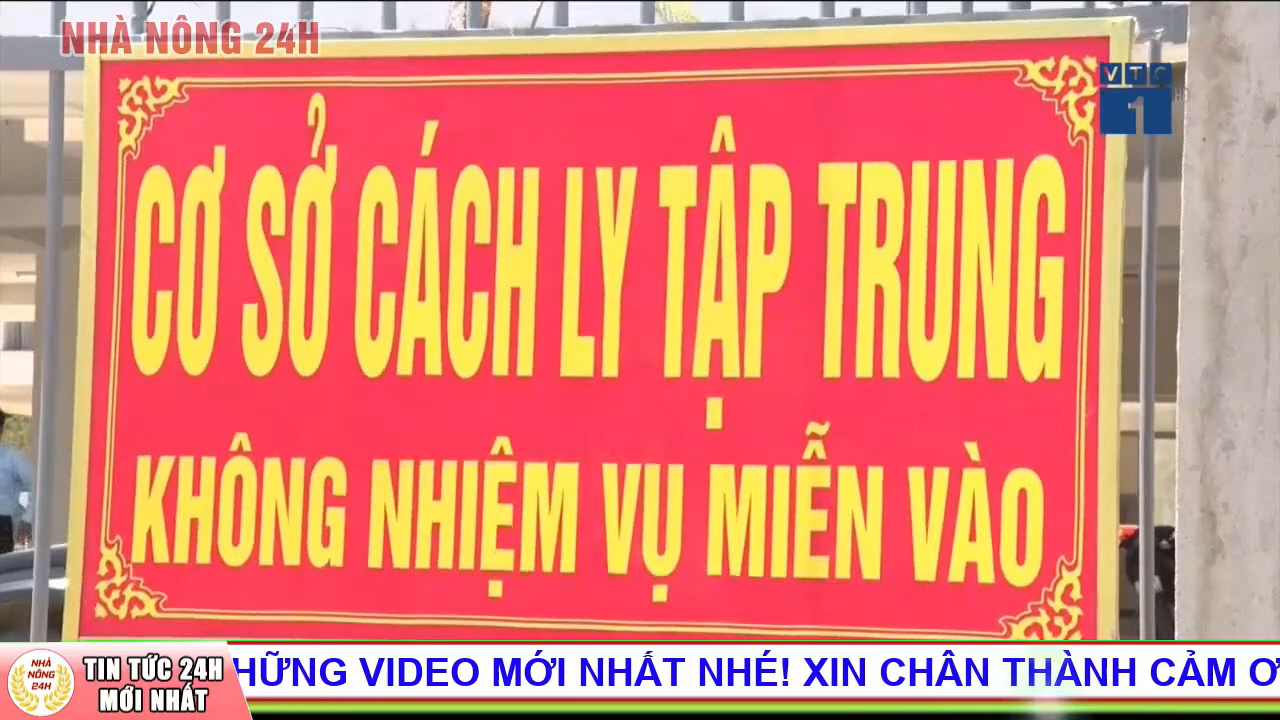 NHÀ NÔNG 24H
VTC
1
CƠ SỞ CÁCH LY TẬP TRUNG
KHÔNG NHIỆM VỤ MIỄN VÀO
NHÀ
NÔNG
24H
TIN TỨC 24H
MỚI NHẤT
HỮNG VIDEO MỚI NHẤT NHÉ! XIN CHÂN THÀNH CẢM Ơ